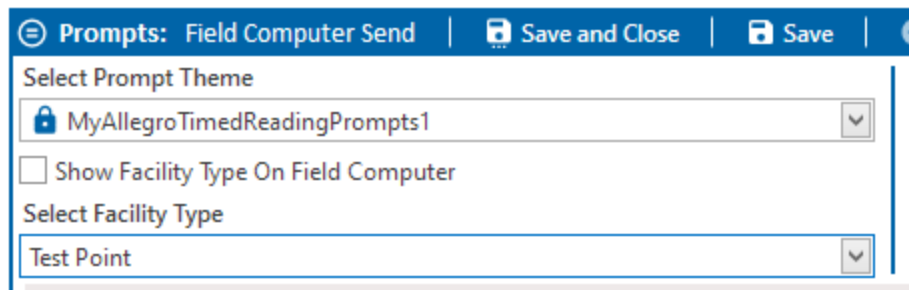 Prompts: Field Computer Send | Save and Close | Save |
Select Prompt Theme
MyAllegroTimedReadingPrompts1
Show Facility Type On Field Computer
Select Facility Type
Test Point